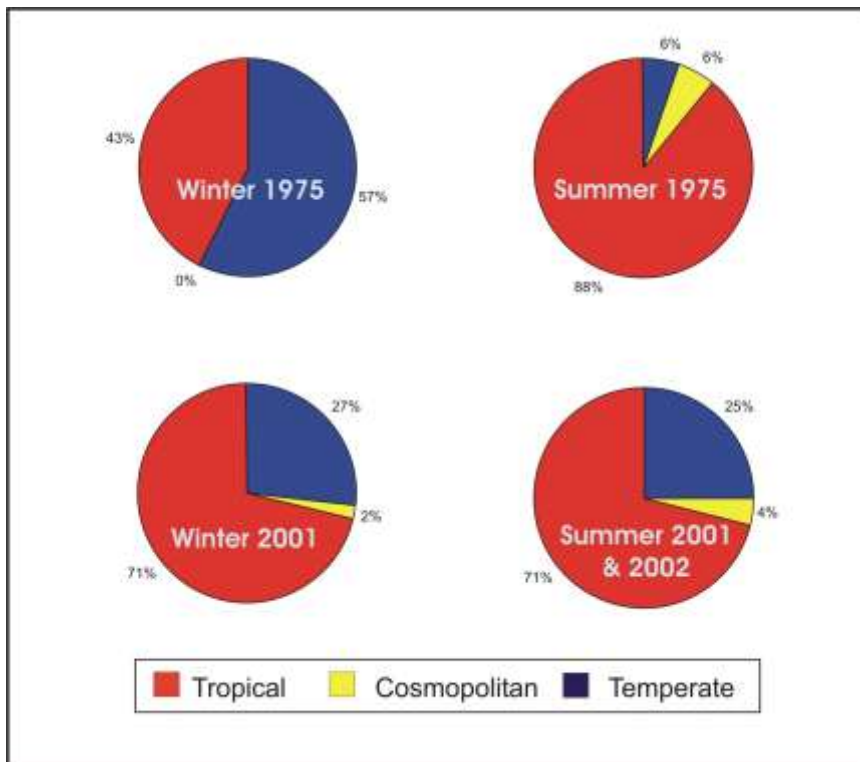 6%
6%
43%
Winter 1975
57%
0%
Summer 1975
88%
27%
2%
Winter 2001
71%
25%
4%
Summer 2001
& 2002
71%
Tropical
Cosmopolitan
Temperate